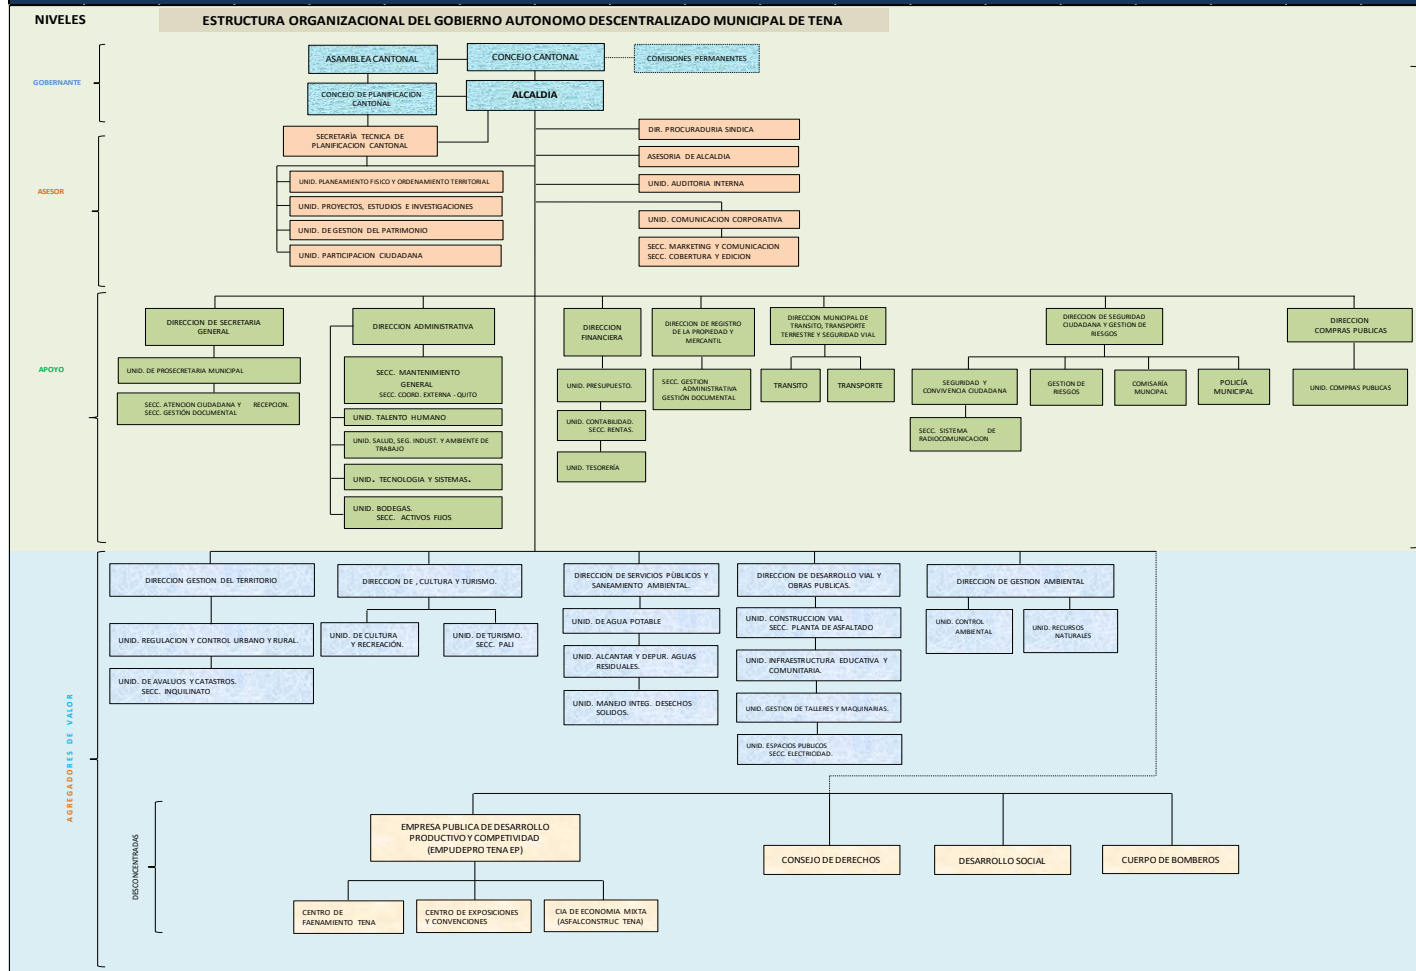 NIVELES
ESTRUCTURA ORGANIZACIONAL DEL GOBIERNO AUTONOMO DESCENTRALIZADO MUNICIPAL DE TENA
GOBERNANTE
ASAMBLEA CANTONAL
CONCEJO CANTONAL
COMISIONES PERMANENTES
CONCEJO DE PLANIFICACIÓN
CANTONAL
ALCALDIA
ASESOR
SECRETARÍA TECNICA DE
PLANIFICACION CANTONAL
UNID. PLANEAMIENTO FISICO Y ORDENAMIENTO TERRITORIAL
UNID. PROYECTOS, ESTUDIOS E INVESTIGACIONES
UNID. DE GESTION DEL PATRIMONIO
UNID. PARTICIPACION CIUDADANA
DIR. PROCURADURIA SINDICA
ASESORIA DE ALCALDIA
UNID. AUDITORIA INTERNA
UNID. COMUNICACION CORPORATIVA
SECC. MARKETING Y COMUNICACION
SECC. COBERTURA Y EDICION
APOYO
DIRECCION DE SECRETARIA
GENERAL
UNID. DE PROSECRETARIA MUNICIPAL
SECC. ATENCION CIUDADANA Y RECEPCION.
SECC. GESTIÓN DOCUMENTAL
DIRECCION ADMINISTRATIVA
SECC. MANTENIMIENTO
GENERAL
SECC. COORD. EXTERNA - QUITO
UNID. TALENTO HUMANO
UNID. SALUD, SEG. INDUST. Y AMBIENTE DE
TRABAJO
UNID. TECNOLOGIA Y SISTEMAS.
UNID. BODEGAS.
SECC. ACTIVOS FIJOS
DIRECCION
FINANCIERA
UNID. PRESUPUESTO.
UNID. CONTABILIDAD.
SECC. RENTAS.
UNID. TESORERÍA
DIRECCION DE REGISTRO
DE LA PROPIEDAD Y
MERCANTIL
SECC. GESTION
ADMINISTRATIVA
GESTIÓN DOCUMENTAL
DIRECCION MUNICIPAL DE
TRANSITO, TRANSPORTE
TERRESTRE Y SEGURIDAD VIAL
TRANSITO
TRANSPORTE
DIRECCION DE SEGURIDAD
CIUDADANA Y GESTION DE
RIESGOS
SEGURIDAD Y
CONVIVENCIA CIUDADANA
SECC. SISTEMA DE
RADIOCOMUNICACION
GESTION DE
RIESGOS
COMISARÍA
MUNCPAL
POLICÍA
MUNICIPAL
DIRECCION
COMPRAS PUBLICAS
UNID. COMPRAS PUBLICAS
AGREGADORES DE VALOR
DIRECCION GESTION DEL TERRITORIO
UNID. REGULACION Y CONTROL URBANO Y RURAL.
UNID. DE AVALUOS Y CATASTROS.
SECC. INQUILINATO
DIRECCION DE , CULTURA Y TURISMO.
UNID. DE CULTURA
Y RECREACIÓN.
UNID. DE TURISMO.
SECC. PALI
DIRECCION DE SERVICIOS PÙBLICOS Y
SANEAMIENTO AMBIENTAL.
UNID. DE AGUA POTABLE
UNID. ALCANTAR Y DEPUR. AGUAS
RESIDUALES.
UNID. MANEJO INTEG. DESECHOS
SOLIDOS.
DIRECCION DE DESARROLLO VIAL Y
OBRAS PUBLICAS.
UNID. CONSTRUCCION VIAL
SECC. PLANTA DE ASFALTADO
UNID. INFRAESTRUCTURA EDUCATIVA Y
COMUNITARIA.
UNID. GESTION DE TALLERES Y MAQUINARIAS.
UNID. ESPACIOS PUBLICOS
SECC. ELECTRICIDAD.
DIRECCION DE GESTION AMBIENTAL
UNID. CONTROL
AMBIENTAL
UNID. RECURSOS
NATURALES
DESCONCENTRADAS
EMPRESA PUBLICA DE DESARROLLO
PRODUCTIVO Y COMPETIVIDAD
(EMPUDEPRO TENA EP)
CENTRO DE
FAENAMIENTO TENA
CENTRO DE EXPOSICIONES
Y CONVENCIONES
CIA DE ECONOMIA MIXTA
(ASFALCONSTRUC TENA)
CONSEJO DE DERECHOS
DESARROLLO SOCIAL
CUERPO DE BOMBEROS